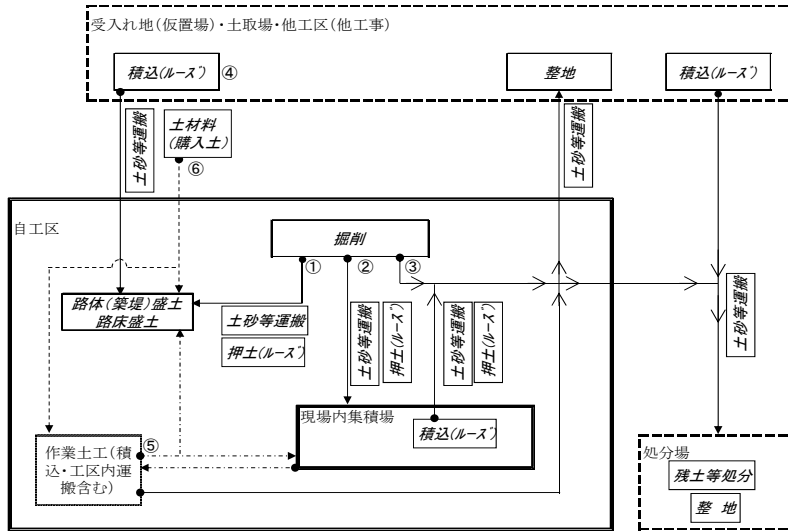 受入れ地(仮置場)・土取場・他工区(他工事)
積込(ﾙｰｽﾞ)
④
整地
積込(ﾙｰｽﾞ)
土砂等運搬
土材料
(購入土)
⑥
土砂等運搬
自工区
掘削
①
②
③
路体(築堤)盛土
路床盛土
土砂等運搬
押土(ﾙｰｽﾞ)
土砂等運搬
押土(ﾙｰｽﾞ)
土砂等運搬
押土(ﾙｰｽﾞ)
土砂等運搬
現場内集積場
積込(ﾙｰｽﾞ)
作業土工(積
込・工区内運
搬含む)
⑤
処分場
残土等処分
整 地